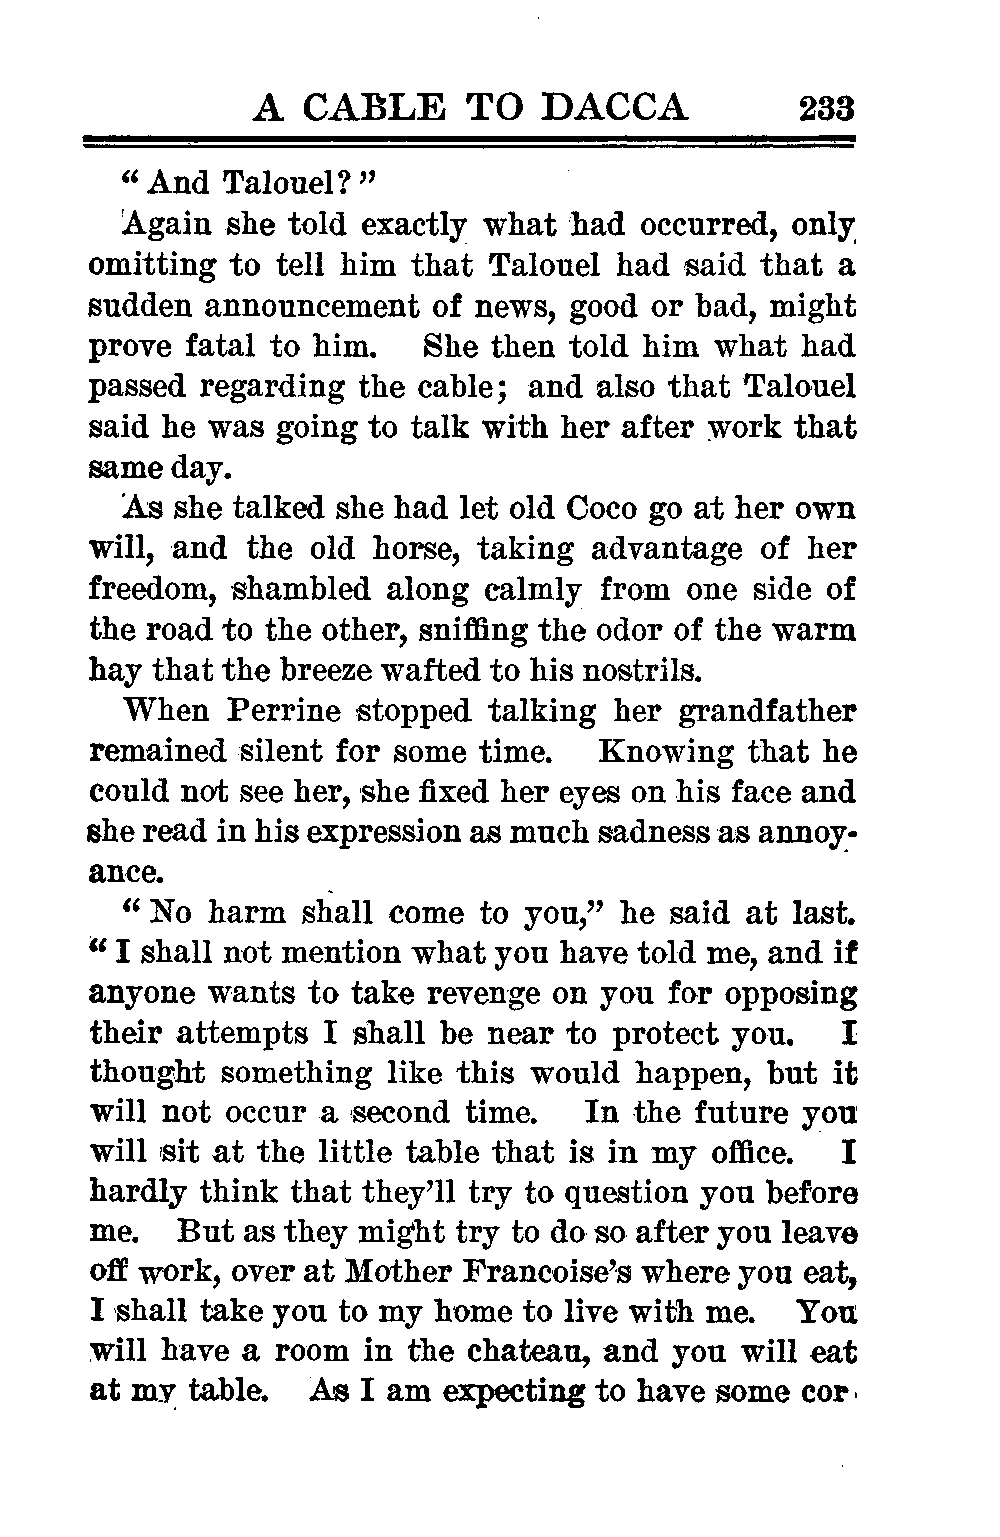 A CABLE TO DACCA 233
“ And Talouel? ”
Again she told exactly what had occurred, only
omitting to tell him that Talouel had said that a
sudden announcement of news, good or bad, might
prove fatal to him. She then told him what had
passed regarding the cable; and also that Talouel
said he was going to talk with her after work that
same day.
As she talked she had let old Coco go at her own
will, and the old horse, taking advantage of her
freedom, shambled along calmly from one side of
the road to the other, sniffing the odor of the warm
hay that the breeze wafted to his nostrils.
When Perrine stopped talking her grandfather
remained silent for some time. Knowing that he
could not see her, she fixed her eyes on his face and
she read in his expression as much sadness as annoy-
ance.
“ No harm shall come to you,” he said at last.
“ I shall not mention what you have told me, and if
anyone wants to take revenge on you for opposing
their attempts I shall be near to protect you. I
thought something like this would happen, but it
will not occur a second time. In the future you
will sit at the little table that is in my office. I
hardly think that they’ll try to question you before
me. But as they might try to do so after you leave
off work, over at Mother Francoise’s where you eat,
I shall take you to my home to live with me. You
will have a room in the chateau, and you will eat
at my table. As I am expecting to have some cor-